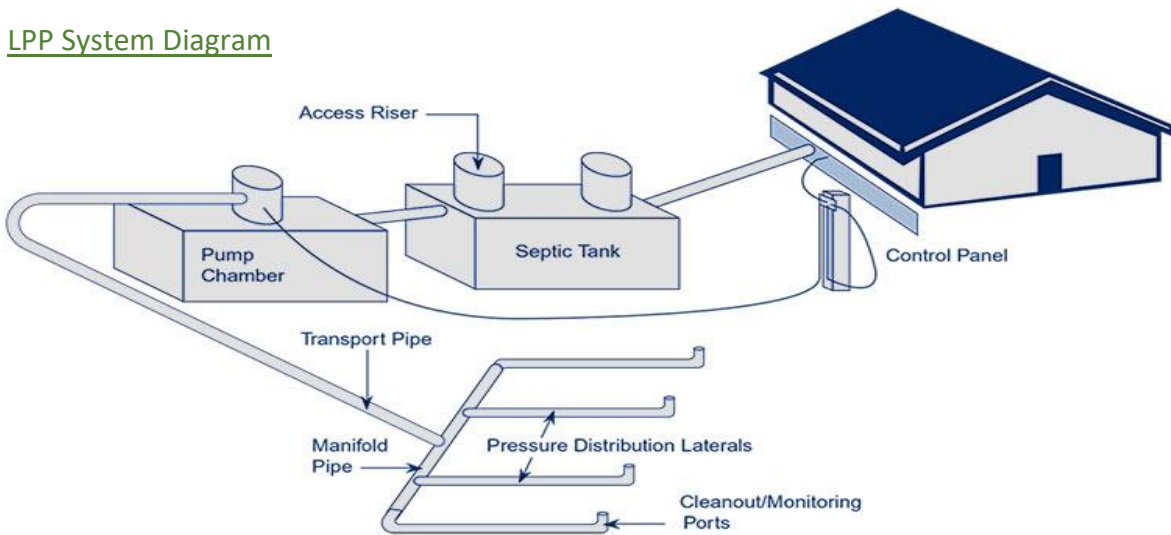 LPP System Diagram
Access Riser
Pump
Chamber
Septic Tank
Control Panel
Transport Pipe
Manifold
Pipe
Pressure Distribution Laterals
Cleanout/Monitoring
Ports